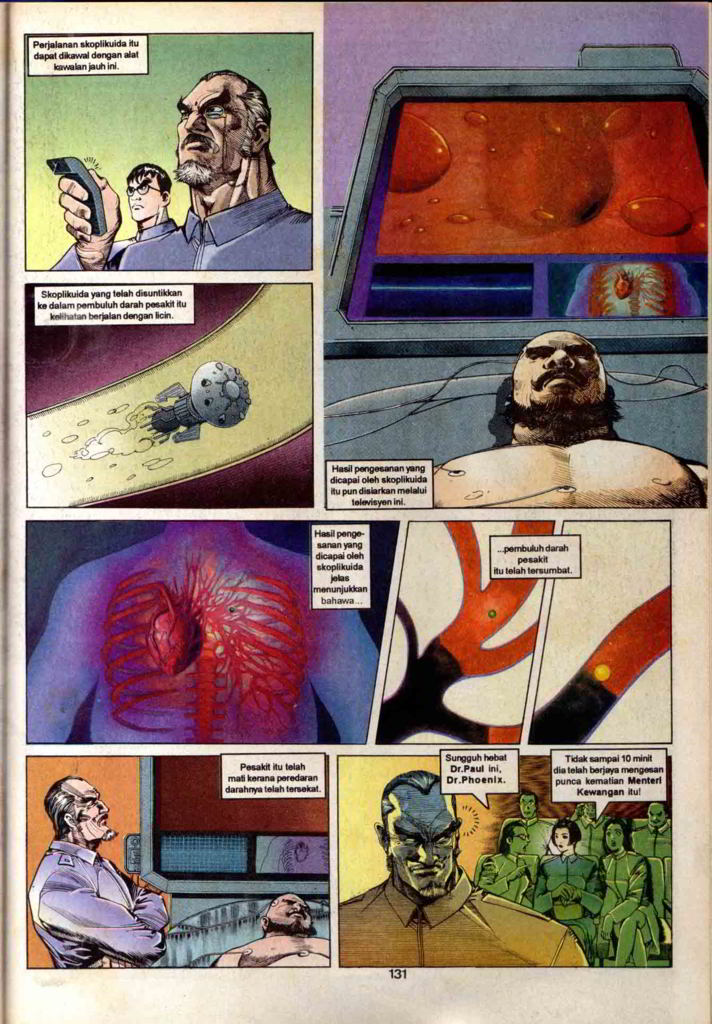 Perjalanan skoplikuida itu
dapat dikawal dengan alat
kawalan jauh ini.
Skoplikuida yang telah disuntikkan
ke dalam pembuluh darah pesakit itu
kelihatan berjalan dengan licin.
Hasil pengesanan yang
dicapai oleh skoplikuida
itu pun disiarkan melalui
televisyen ini.
Hasil penge-
sanan yang
dicapai oleh
skoplikuida
jelas
menunjukkan
bahawa...
...pembuluh darah
pesakit
itu telah tersumbat.
Pesakit itu telah
mati kerana peredaran
darahnya telah tersekat.
Sungguh hebat
Dr.Paul ini,
Dr.Phoenix.
Tidak sampai 10 minit
dia telah berjaya mengesan
punca kematian Menteri
Kewangan itu!
131